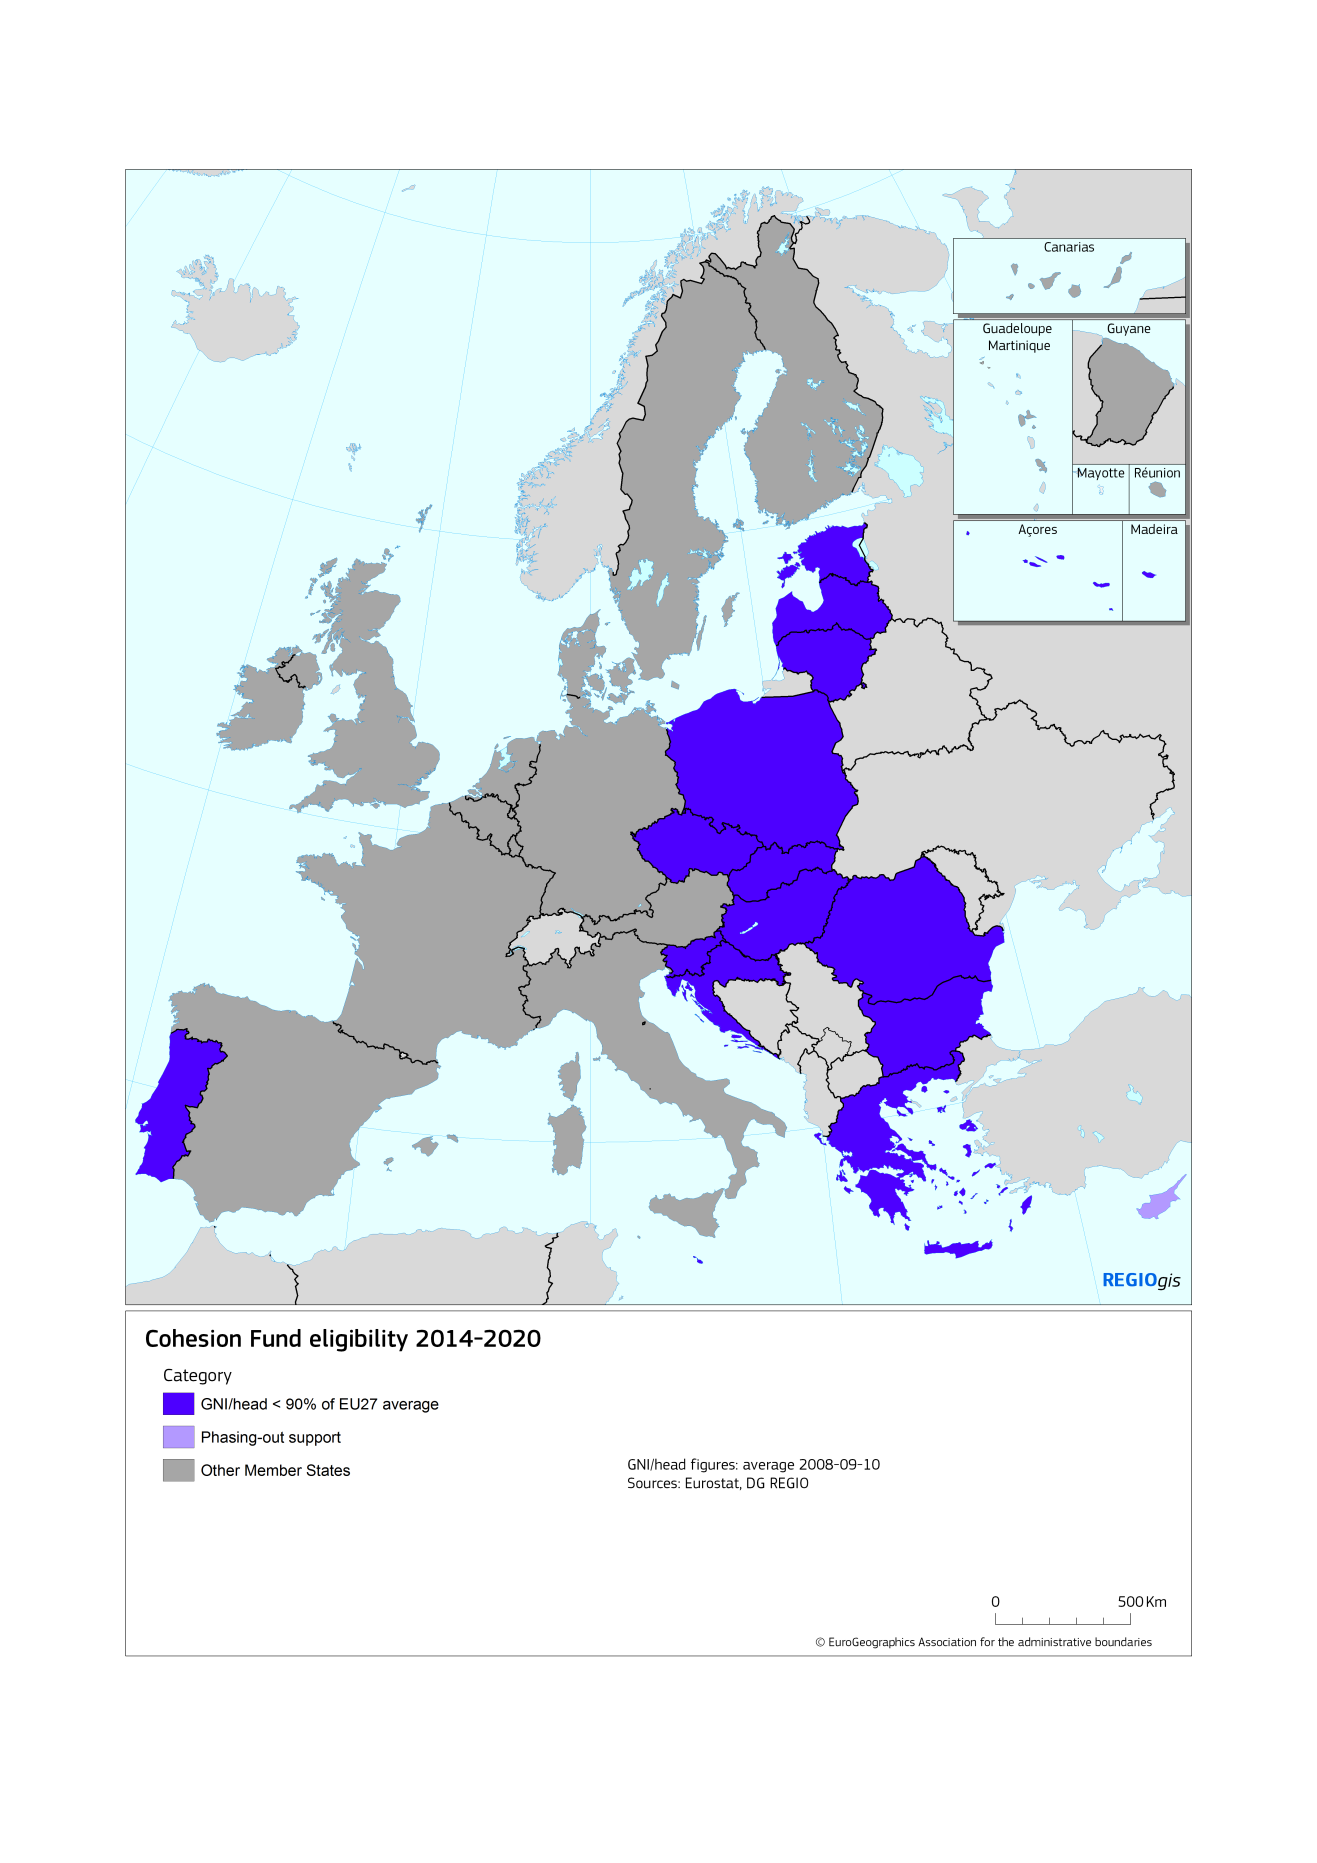 Canarias
Guadeloupe
Martinique
Guyane
Mayotte
Réunion
Açores
Madeira
REGIOgis
Cohesion Fund eligibility 2014-2020
Category
GNI/head < 90% of EU27 average
Phasing-out support
Other Member States
GNI/head figures: average 2008-09-10
Sources: Eurostat, DG REGIO
0 500 Km
© EuroGeographics Association for the administrative boundaries